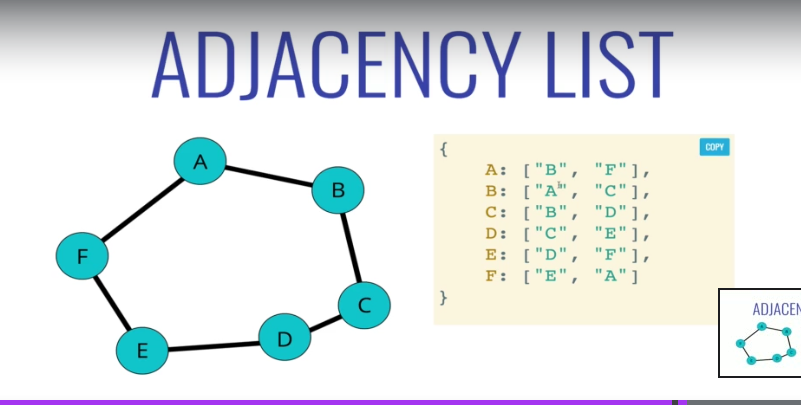 ADJACENCY LIST
A
B
F
C
D
E
COPY
{
A: ["B", "F"],
B: ["A", "C"],
C: ["B", "D"],
D: ["C", "E"],
E: ["D", "F"],
F: ["E", "A"]
}
ADJACEN